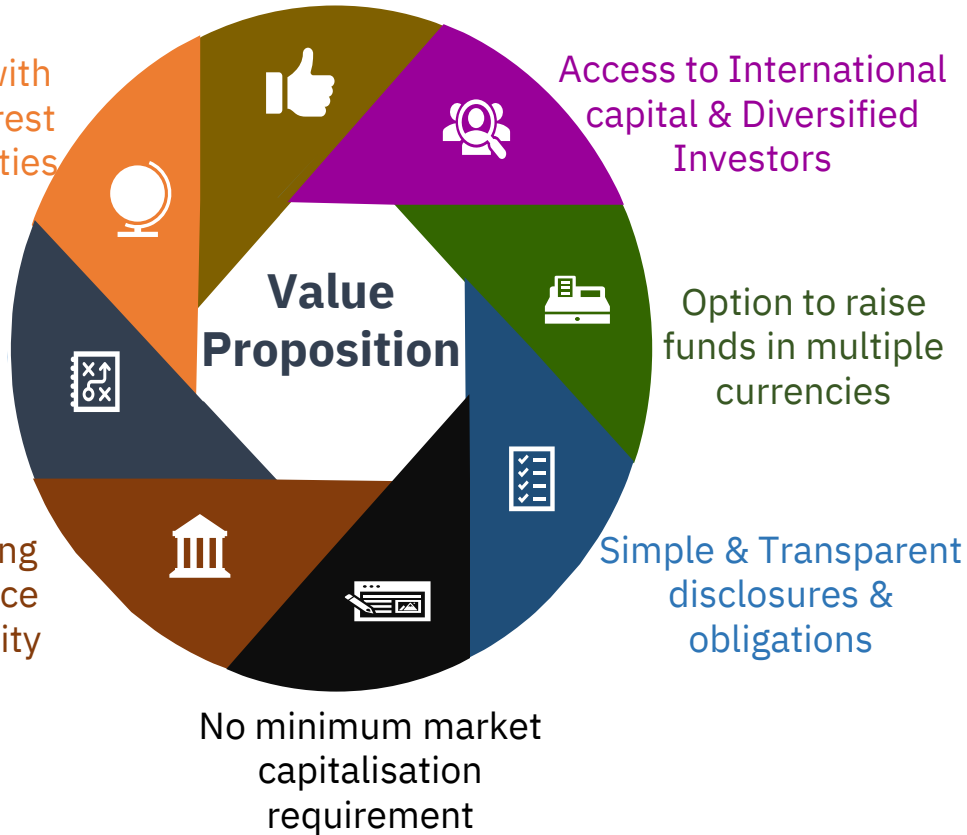 with
Access to International
capital & Diversified
Investors
Value
Proposition
Option to raise
funds in multiple
currencies
Simple & Transparent
disclosures &
obligations
No minimum market
capitalisation
requirement